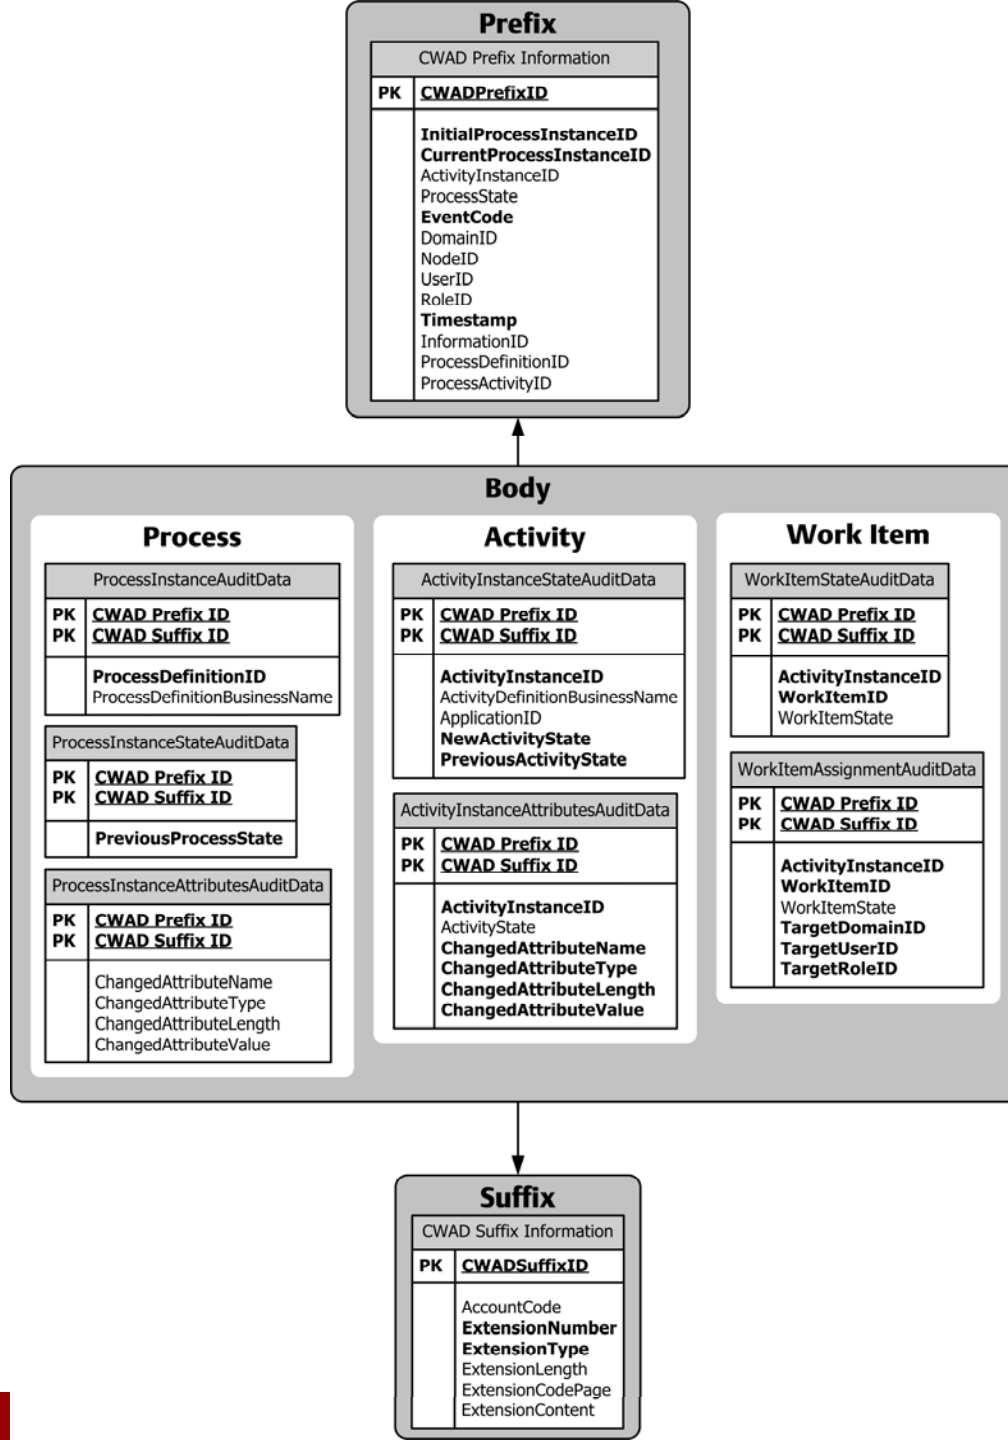 Prefix
CWAD Prefix Information
PK CWADPrefixID
InitialProcessInstanceID
CurrentProcessInstanceID
ActivityInstanceID
ProcessState
EventCode
DomainID
NodeID
UserID
RoleID
Timestamp
InformationID
ProcessDefinitionID
ProcessActivityID
Body
Process
ProcessInstanceAuditData
PK CWAD Prefix ID
PK CWAD Suffix ID
ProcessDefinitionID
ProcessDefinitionBusinessName
ProcessInstanceStateAuditData
PK CWAD Prefix ID
PK CWAD Suffix ID
PreviousProcessState
ProcessInstanceAttributesAuditData
PK CWAD Prefix ID
PK CWAD Suffix ID
ChangedAttributeName
ChangedAttributeType
ChangedAttributeLength
ChangedAttributeValue
Activity
ActivityInstanceStateAuditData
PK CWAD Prefix ID
PK CWAD Suffix ID
ActivityInstanceID
ActivityDefinitionBusinessName
ApplicationID
NewActivityState
PreviousActivityState
ActivityInstanceAttributesAuditData
PK CWAD Prefix ID
PK CWAD Suffix ID
ActivityInstanceID
ActivityState
ChangedAttributeName
ChangedAttributeType
ChangedAttributeLength
ChangedAttributeValue
Work Item
WorkItemStateAuditData
PK CWAD Prefix ID
PK CWAD Suffix ID
ActivityInstanceID
WorkItemID
WorkItemState
WorkItemAssignmentAuditData
PK CWAD Prefix ID
PK CWAD Suffix ID
ActivityInstanceID
WorkItemID
WorkItemState
TargetDomainID
TargetUserID
TargetRoleID
Suffix
CWAD Suffix Information
PK CWADSuffixID
AccountCode
ExtensionNumber
ExtensionType
ExtensionLength
ExtensionCodePage
ExtensionContent